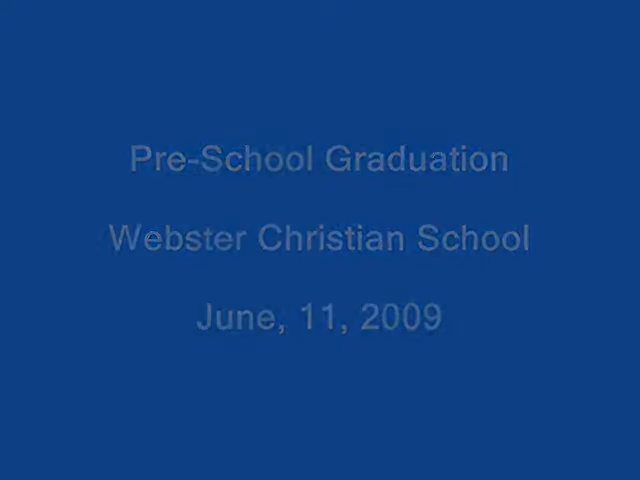 Pre-School Graduation
Webster Christian School
June, 11, 2009